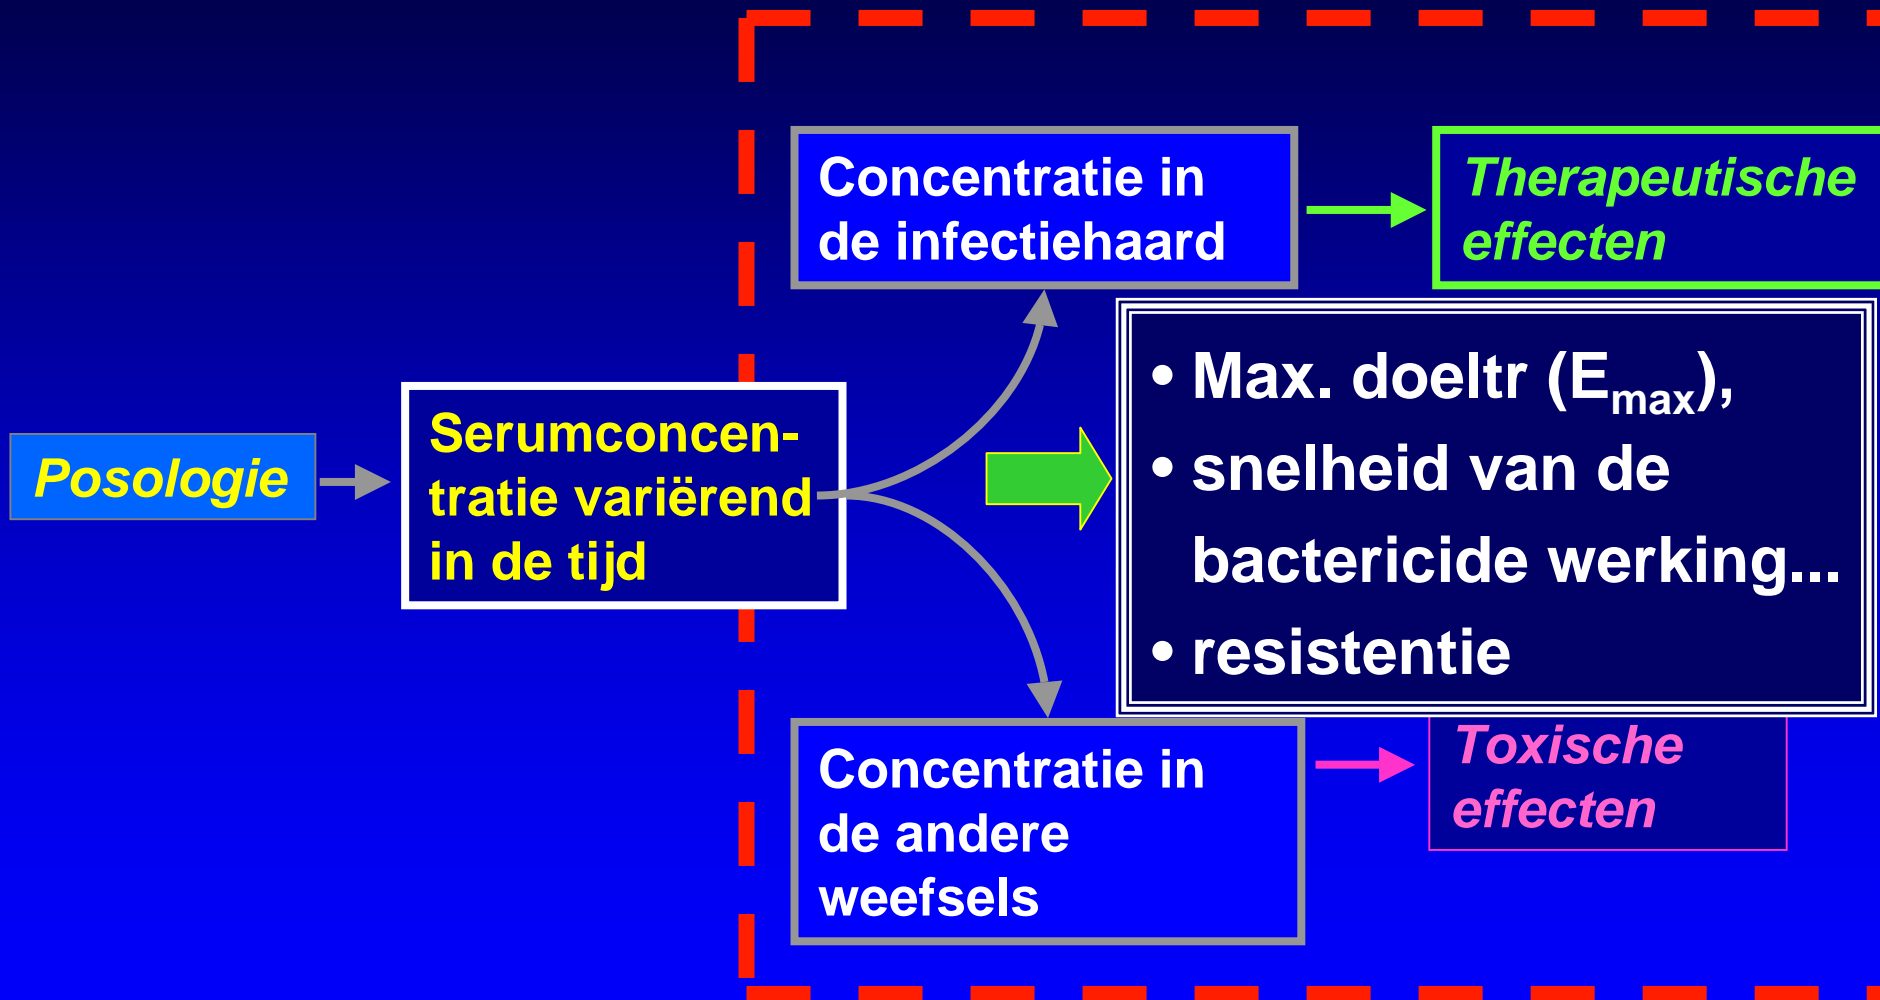 Posologie
Serumconcen-
tratie variërend
in de tijd
Concentratie in
de infectiehaard
Therapeutische
effecten
• Max. doeltr (Emax),
• snelheid van de
bactericide werking...
• resistentie
Concentratie in
de andere
weefsels
Toxische
effecten